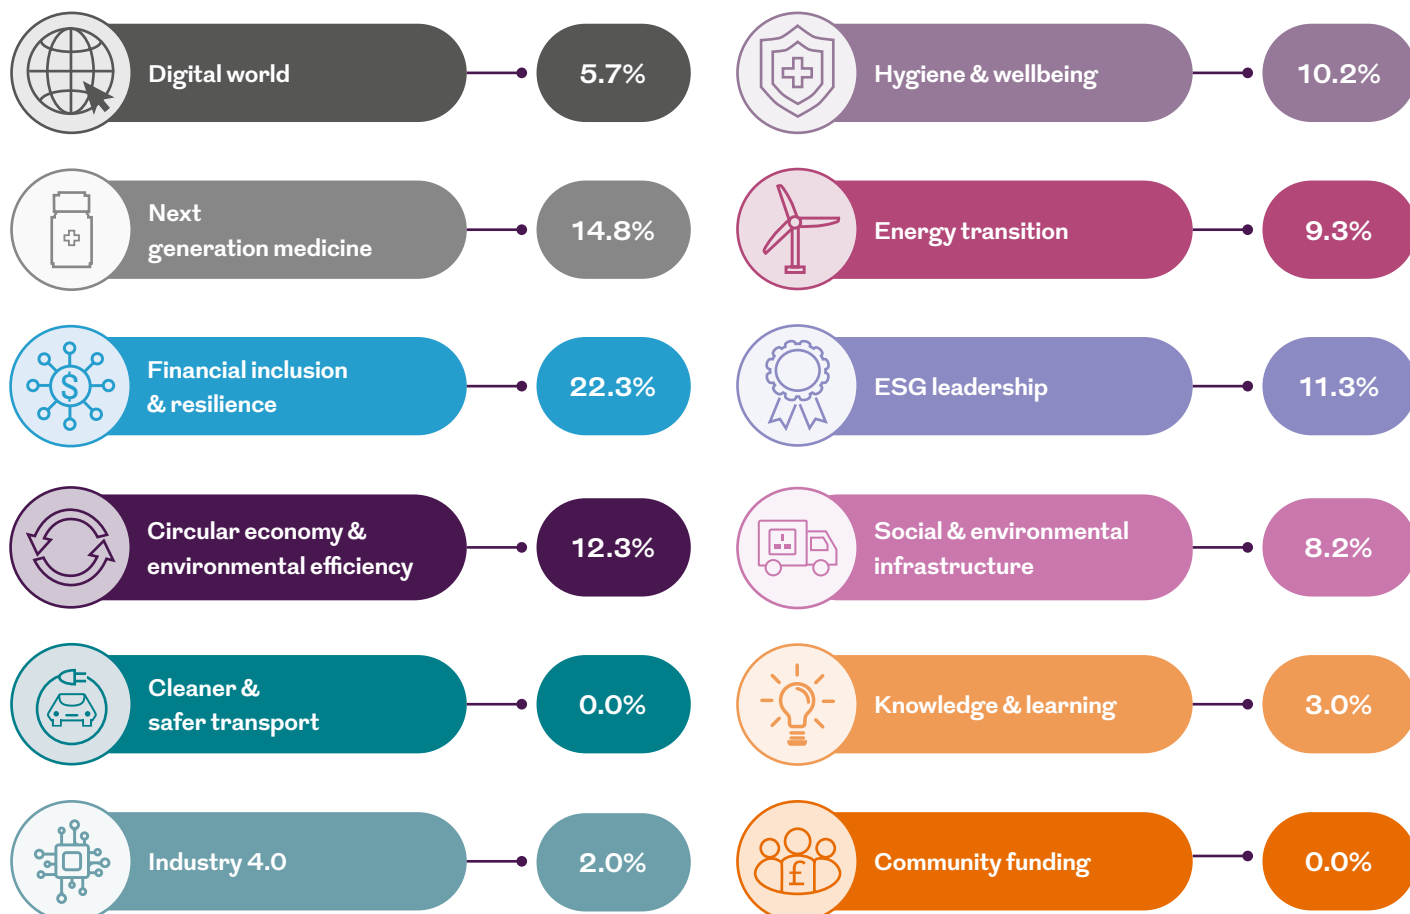 Digital world
5.7%
Next
generation medicine
14.8%
$
Financial inclusion
& resilience
22.3%
Circular economy &
environmental efficiency
12.3%
Cleaner &
safer transport
0.0%
Industry 4.0
2.0%
Hygiene & wellbeing
10.2%
Energy transition
9.3%
ESG leadership
11.3%
Social & environmental
infrastructure
8.2%
Knowledge & learning
3.0%
£
Community funding
0.0%